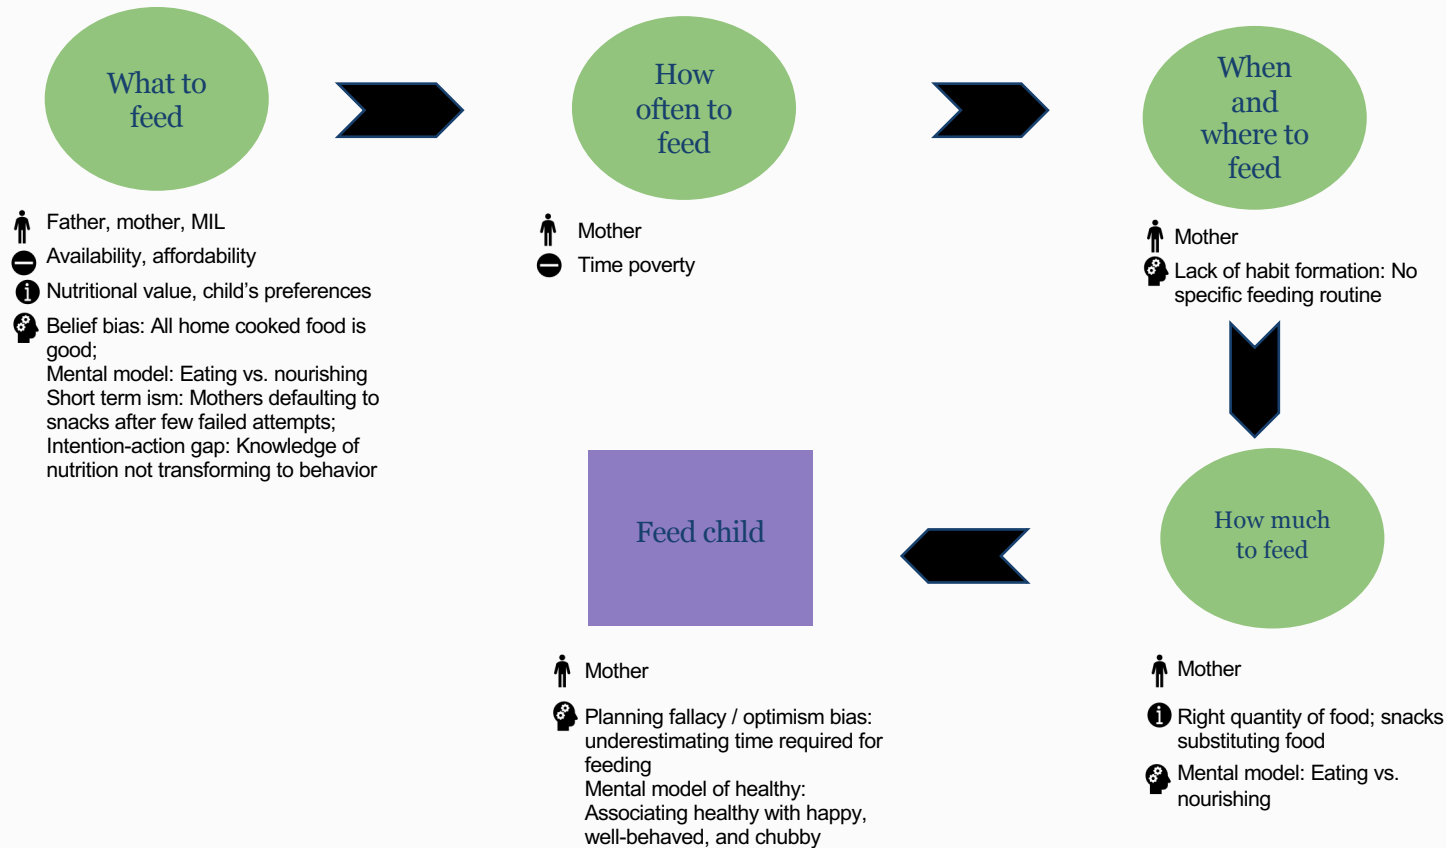 What to
feed
Father, mother, MIL
Availability, affordability
Nutritional value, child's preferences
Belief bias: All home cooked food is
good;
Mental model: Eating vs. nourishing
Short term ism: Mothers defaulting to
snacks after few failed attempts;
Intention-action gap: Knowledge of
nutrition not transforming to behavior
How
often to
feed
Mother
Time poverty
When
and
where to
feed
Mother
Lack of habit formation: No
specific feeding routine
How much
to feed
Mother
Right quantity of food; snacks
substituting food
Mental model: Eating vs.
nourishing
Feed child
Mother
Planning fallacy / optimism bias:
underestimating time required for
feeding
Mental model of healthy:
Associating healthy with happy,
well-behaved, and chubby